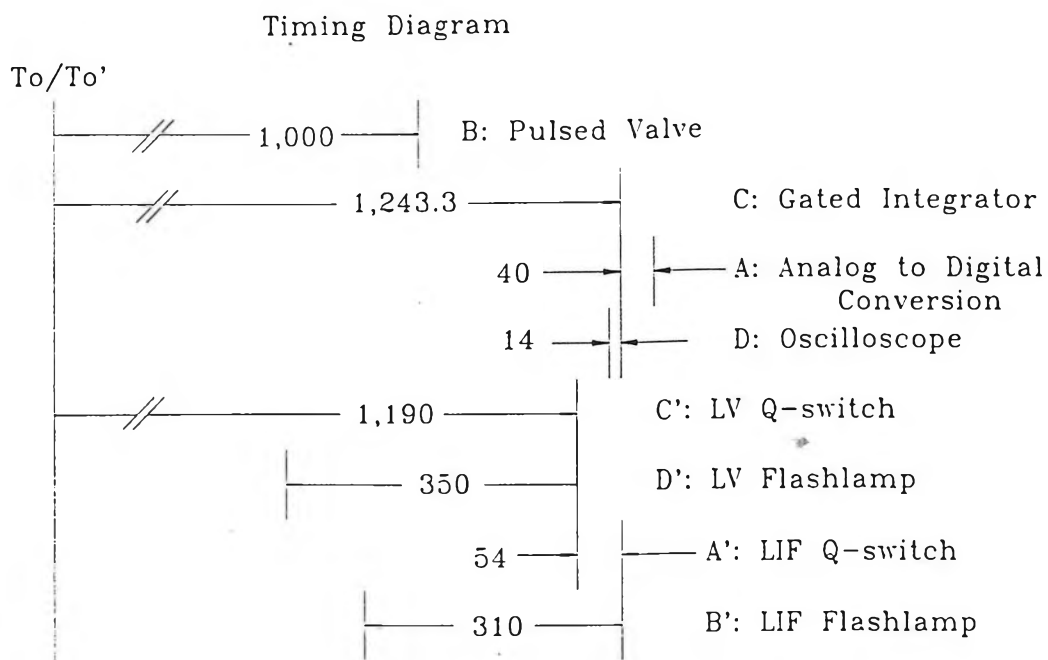 Timing Diagram
To/To'
1,000
B: Pulsed Valve
1,243.3
C: Gated Integrator
40
A: Analog to Digital
Conversion
14
D: Oscilloscope
1,190
C': LV Q-switch
350
D': LV Flashlamp
54
A': LIF Q-switch
310
B': LIF Flashlamp